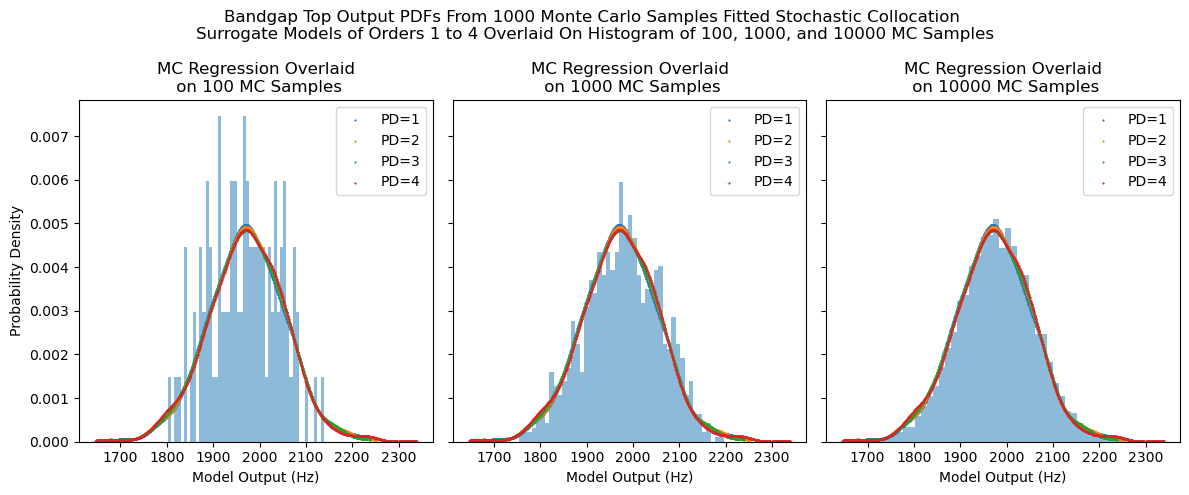 Bandgap Top Output PDFs From 1000 Monte Carlo Samples Fitted Stochastic Collocation
Surrogate Models of Orders 1 to 4 Overlaid On Histogram of 100, 1000, and 10000 MC Samples
MC Regression Overlaid
on 100 MC Samples
MC Regression Overlaid
on 1000 MC Samples
MC Regression Overlaid
on 10000 MC Samples
Probability Density
0.007
0.006
0.005
0.004
0.003
0.002
0.001
0.000
PD=1
PD=2
PD=3
PD=4
PD=1
PD=2
PD=3
PD=4
PD=1
PD=2
PD=3
PD=4
1700 1800 1900 2000 2100 2200 2300
1700 1800 1900 2000 2100 2200 2300
1700 1800 1900 2000 2100 2200 2300
Model Output (Hz)
Model Output (Hz)
Model Output (Hz)